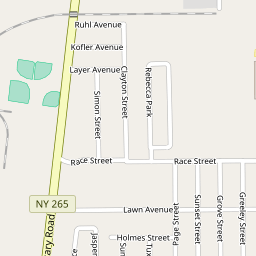 Ruhl Avenue
Kofler Avenue
Layer Avenue
Clayton Street
Rebecca Park
Simon Street
Race Street
Race Street
NY 265
Lawn Avenue
Page Street
Sunset Street
Grove Street
Greeley Street
Holmes Street